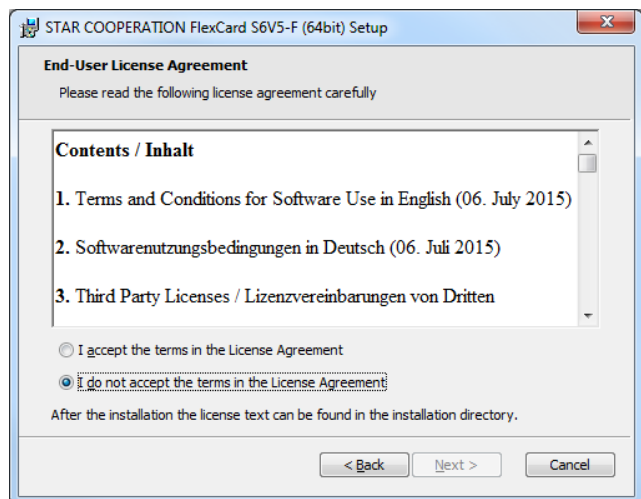 STAR COOPERATION FlexCard S6V5-F (64bit) Setup
End-User License Agreement
Please read the following license agreement carefully
Contents / Inhalt
1. Terms and Conditions for Software Use in English (06. July 2015)
2. Softwarenutzungsbedingungen in Deutsch (06. Juli 2015)
3. Third Party Licenses / Lizenzvereinbarungen von Dritten
I accept the terms in the License Agreement
I do not accept the terms in the License Agreement
After the installation the license text can be found in the installation directory.
< Back Next > Cancel